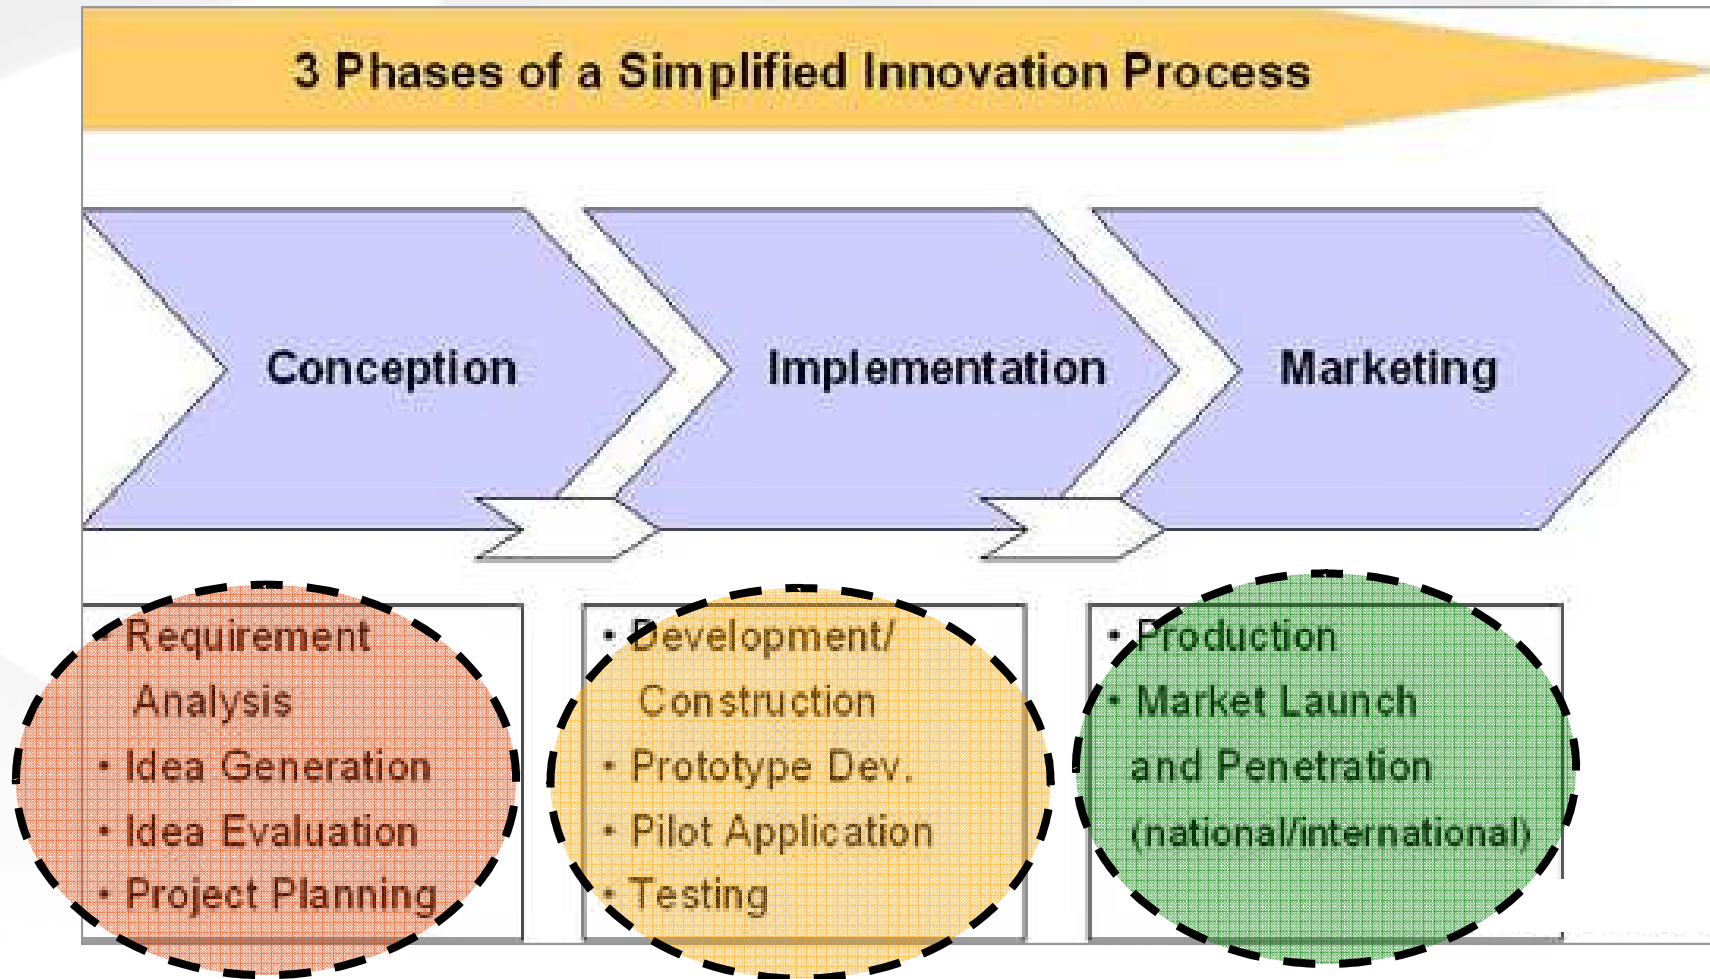 3 Phases of a Simplified Innovation Process
Conception
Implementation
Marketing
• Requirement
Analysis
• Idea Generation
• Idea Evaluation
• Project Planning
• Development/
Construction
• Prototype Dev.
• Pilot Application
• Testing
• Production
• Market Launch
and Penetration
(national/international)